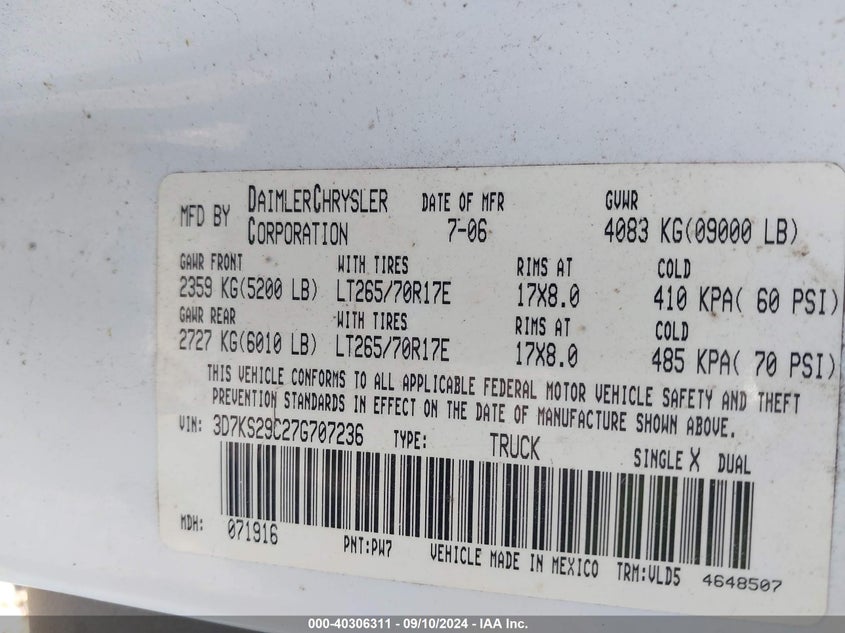 MFD BY DAIMLERCHRYSLER CORPORATION DATE OF MFR 7-06 GVWR 4083 KG(09000 LB)
GAWR FRONT WITH TIRES RIMS AT COLD
2359 KG(5200 LB) LT265/70R17E 17X8.0 410 KPA( 60 PSI)
GAWR REAR WITH TIRES RIMS AT COLD
2727 KG(6010 LB) LT265/70R17E 17X8.0 485 KPA( 70 PSI)
THIS VEHICLE CONFORMS TO ALL APPLICABLE FEDERAL MOTOR VEHICLE SAFETY AND THEFT
PREVENTION STANDARDS IN EFFECT ON THE DATE OF MANUFACTURE SHOWN ABOVE.
VIN: 3D7KS29C27G707236 TYPE: TRUCK SINGLE X DUAL
MDH: 071916 PNT:PW7 VEHICLE MADE IN MEXICO TRM:VLD5 4648507
000-40306311 - 09/10/2024 - IAA Inc.